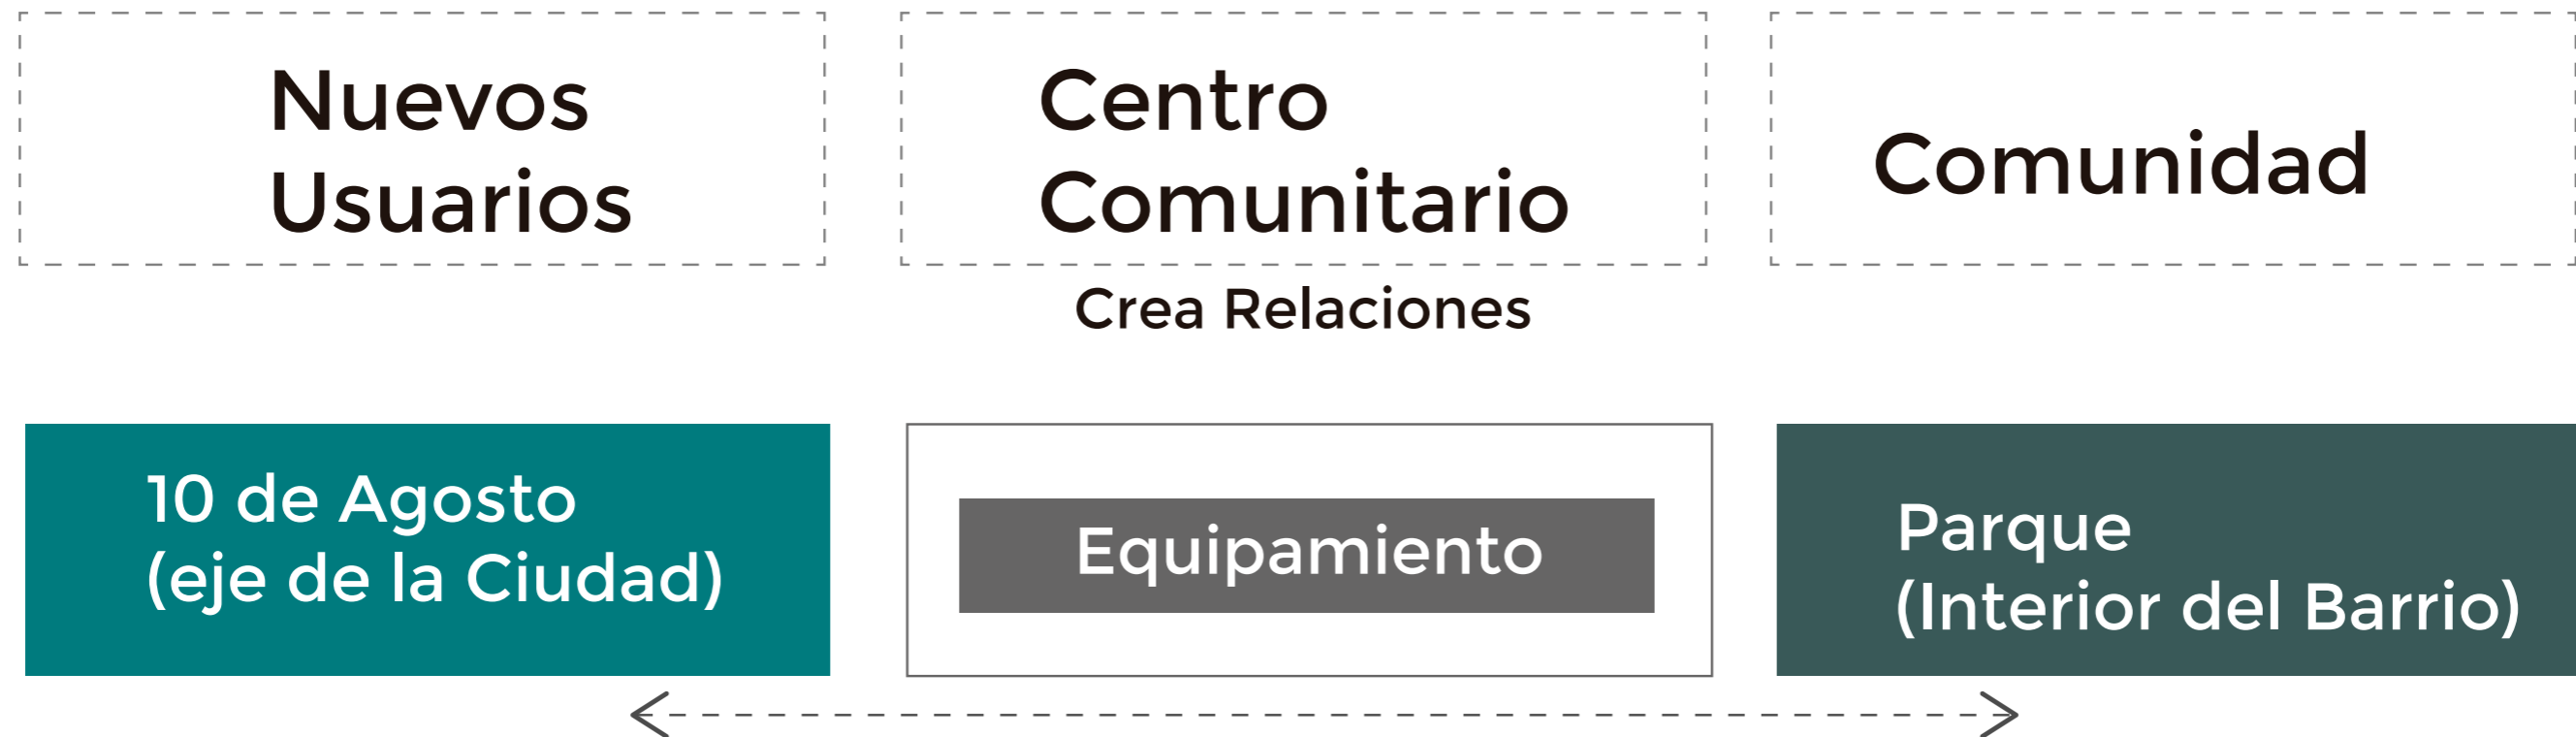 Nuevos
Usuarios
Centro
Comunitario
Comunidad
Crea Relaciones
10 de Agosto
(eje de la Ciudad)
Equipamiento
Parque
(Interior del Barrio)